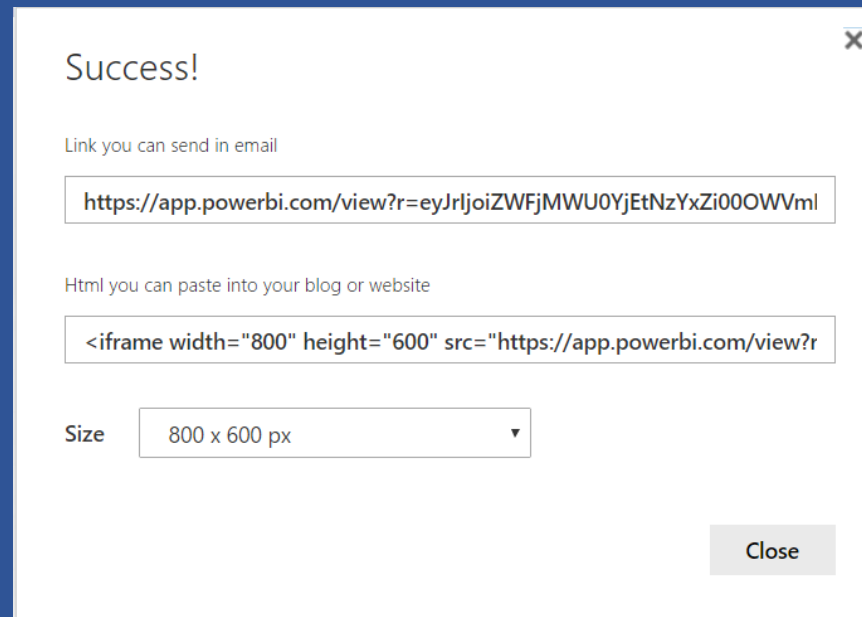 Success!
Link you can send in email
https://app.powerbi.com/view?r=eyJrIjoiZWFjMWU0YjEtNzYxZi00OWVml
Html you can paste into your blog or website
<iframe width="800" height="600" src="https://app.powerbi.com/view?r
Size 800 x 600 px
Close